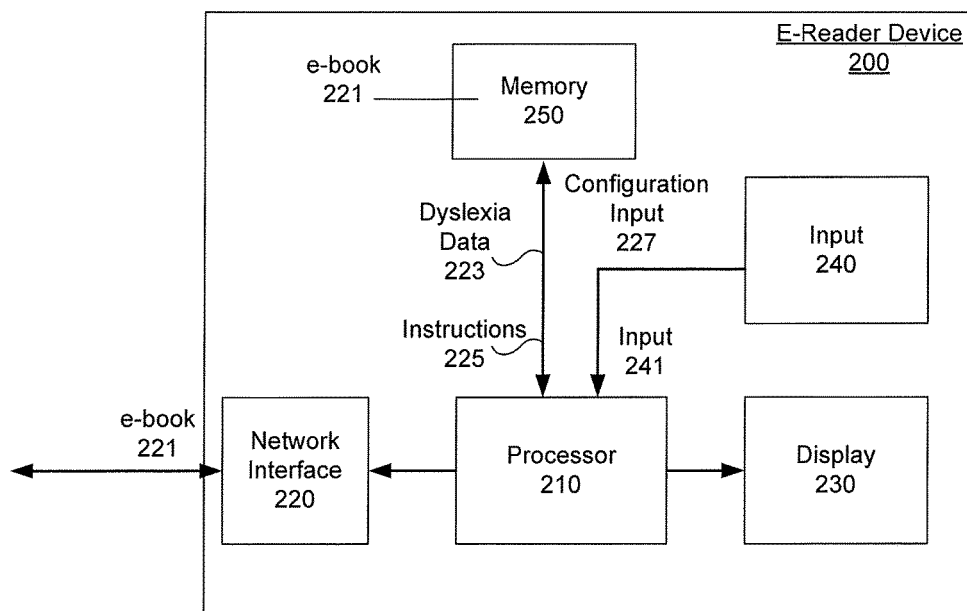 E-Reader Device
200
e-book
221
Memory
250
Configuration
Input
227
Dyslexia
Data
223
Input
240
Instructions
225
Input
241
e-book
221
Network
Interface
220
Processor
210
Display
230